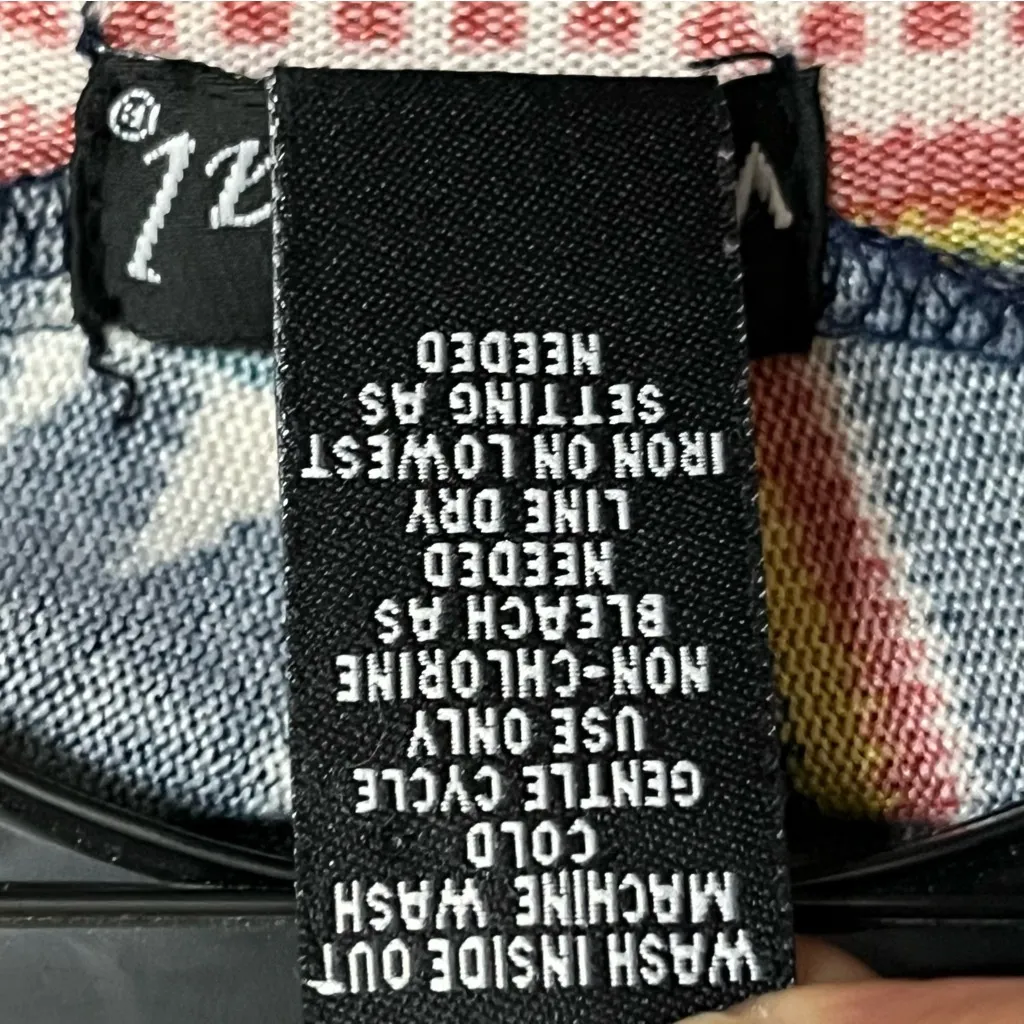 WASH INSIDE OUT
MACHINE WASH
COLD
GENTLE CYCLE
USE ONLY
NON-CHLORINE
BLEACH AS
NEEDED
LINE DRY
IRON ON LOWEST
SETTING AS
NEEDED